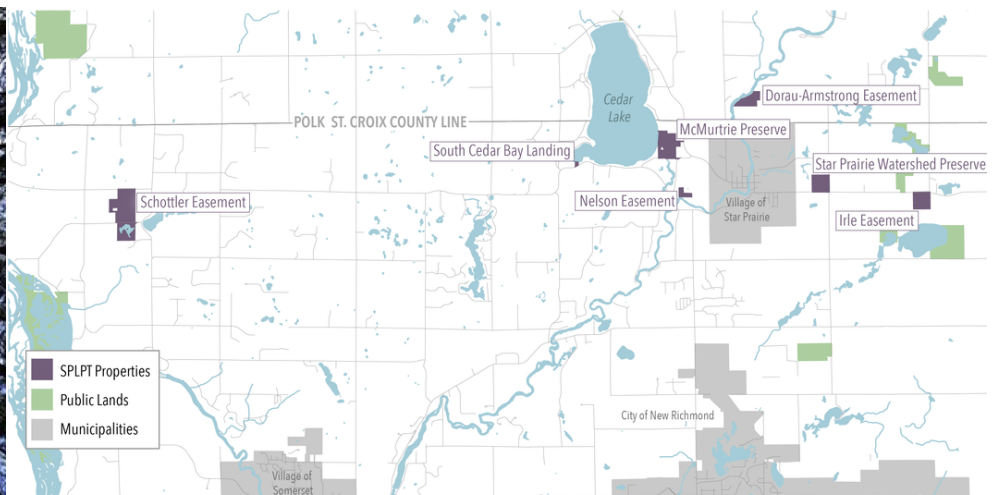 Dorau-Armstrong Easement
Cedar
Lake
POLK ST. CROIX COUNTY LINE
McMurtrie Preserve
South Cedar Bay Landing
Star Prairie Watershed Preserve
Schottler Easement
Nelson Easement
Village of
Star Prairie
Irle Easement
SPLPT Properties
Public Lands
Municipalities
City of New Richmond
Village of
Somerset